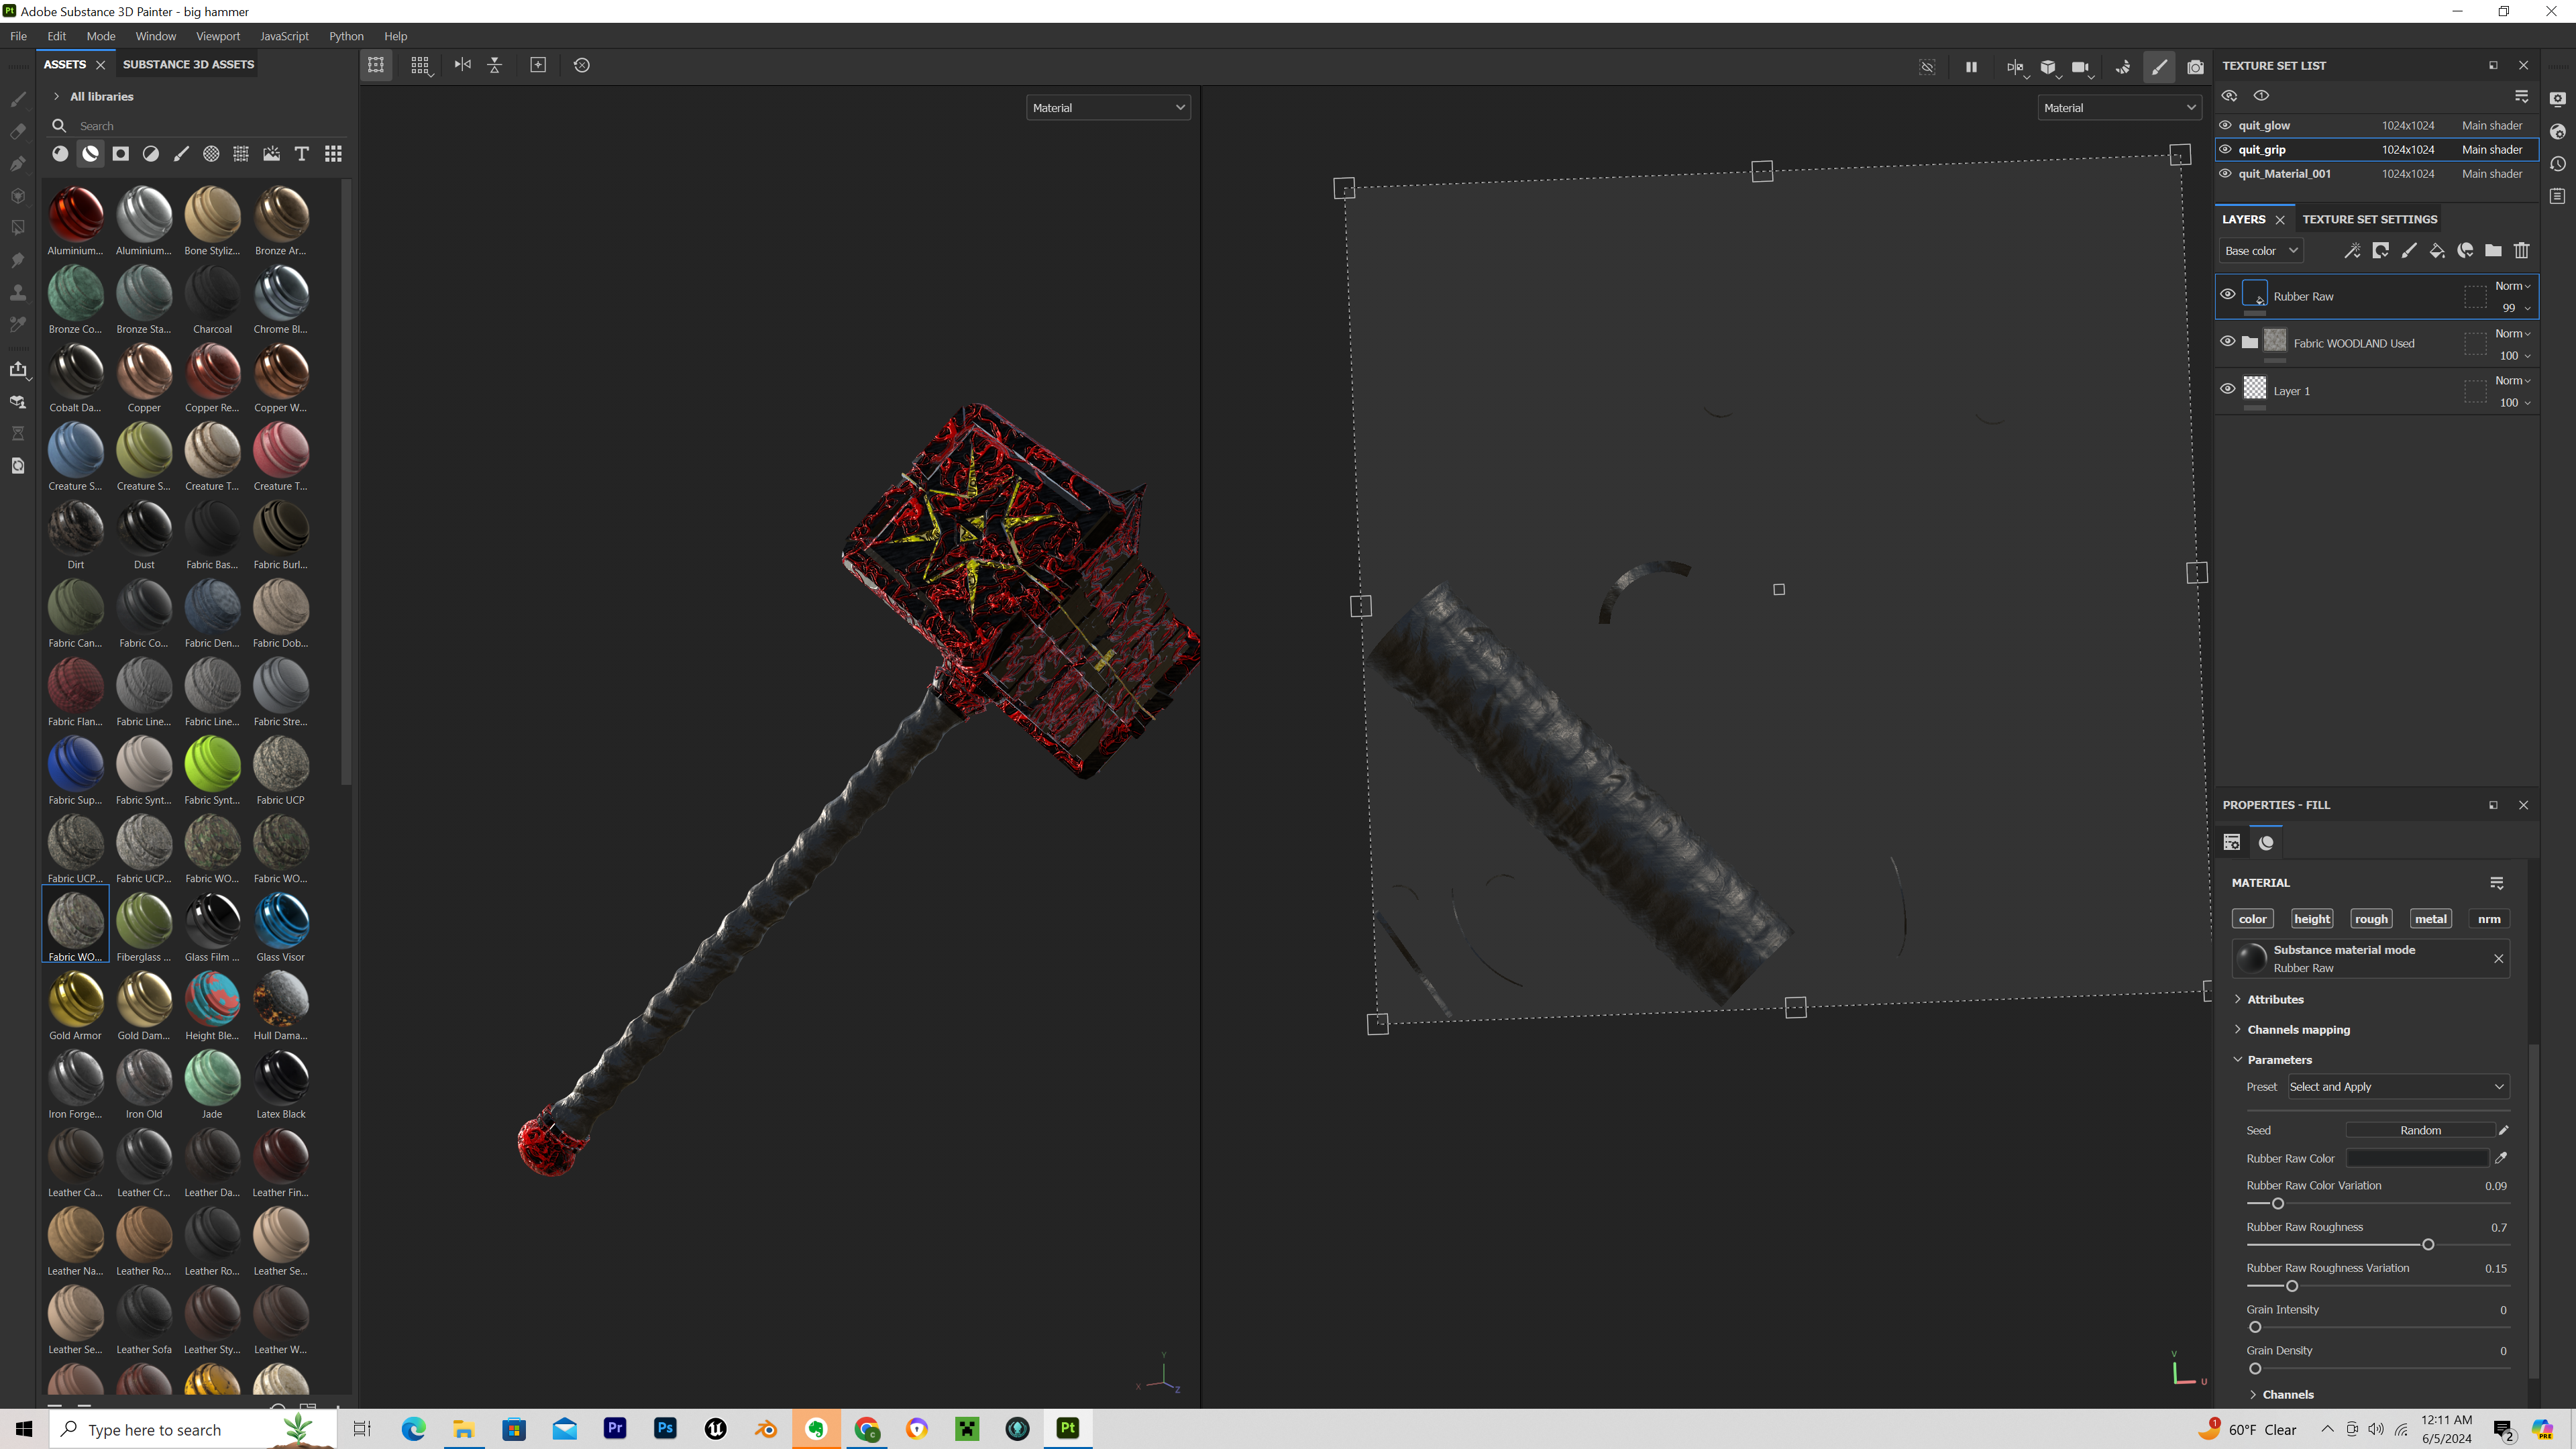 Pt Adobe Substance 3D Painter - big hammer
File Edit Mode Window Viewport JavaScript Python Help
ASSETS
SUBSTANCE 3D ASSETS
All libraries
Search
Aluminium... Aluminium... Bone Styliz... Bronze Ar...
Bronze Co... Bronze Sta... Charcoal Chrome Bl...
Cobalt Da... Copper Copper Re... Copper W...
Creature S... Creature S... Creature T... Creature T...
Dirt Dust Fabric Bas... Fabric Burl...
Fabric Can... Fabric Co... Fabric Den... Fabric Dob...
Fabric Flan... Fabric Line... Fabric Line... Fabric Stre...
Fabric Sup... Fabric Synt... Fabric Synt... Fabric UCP
Fabric UCP... Fabric UCP... Fabric WO... Fabric WO...
Fabric WO... Fiberglass ... Glass Film ... Glass Visor
Gold Armor Gold Dam... Height Ble... Hull Dama...
Iron Forge... Iron Old Jade Latex Black
Leather Ca... Leather Cr... Leather Da... Leather Fin...
Leather Na... Leather Ro... Leather Ro... Leather Se...
Leather Se... Leather Sofa Leather Sty... Leather W...
Material
Y
X
Z
Material
V
U
TEXTURE SET LIST
quit_glow 1024x1024 Main shader
quit_grip 1024x1024 Main shader
quit_Material_001 1024x1024 Main shader
LAYERS
TEXTURE SET SETTINGS
Base color
Rubber Raw Norm
99
Fabric WOODLAND Used Norm
100
Layer 1 Norm
100
PROPERTIES - FILL
MATERIAL
color height rough metal nrm
Substance material mode
Rubber Raw
Attributes
Channels mapping
Parameters
Preset Select and Apply
Seed Random
Rubber Raw Color
Rubber Raw Color Variation 0.09
Rubber Raw Roughness 0.7
Rubber Raw Roughness Variation 0.15
Grain Intensity 0
Grain Density 0
Channels
Type here to search
Pr
Ps
Pt
1
60°F Clear
12:11 AM
6/5/2024
2
PRE